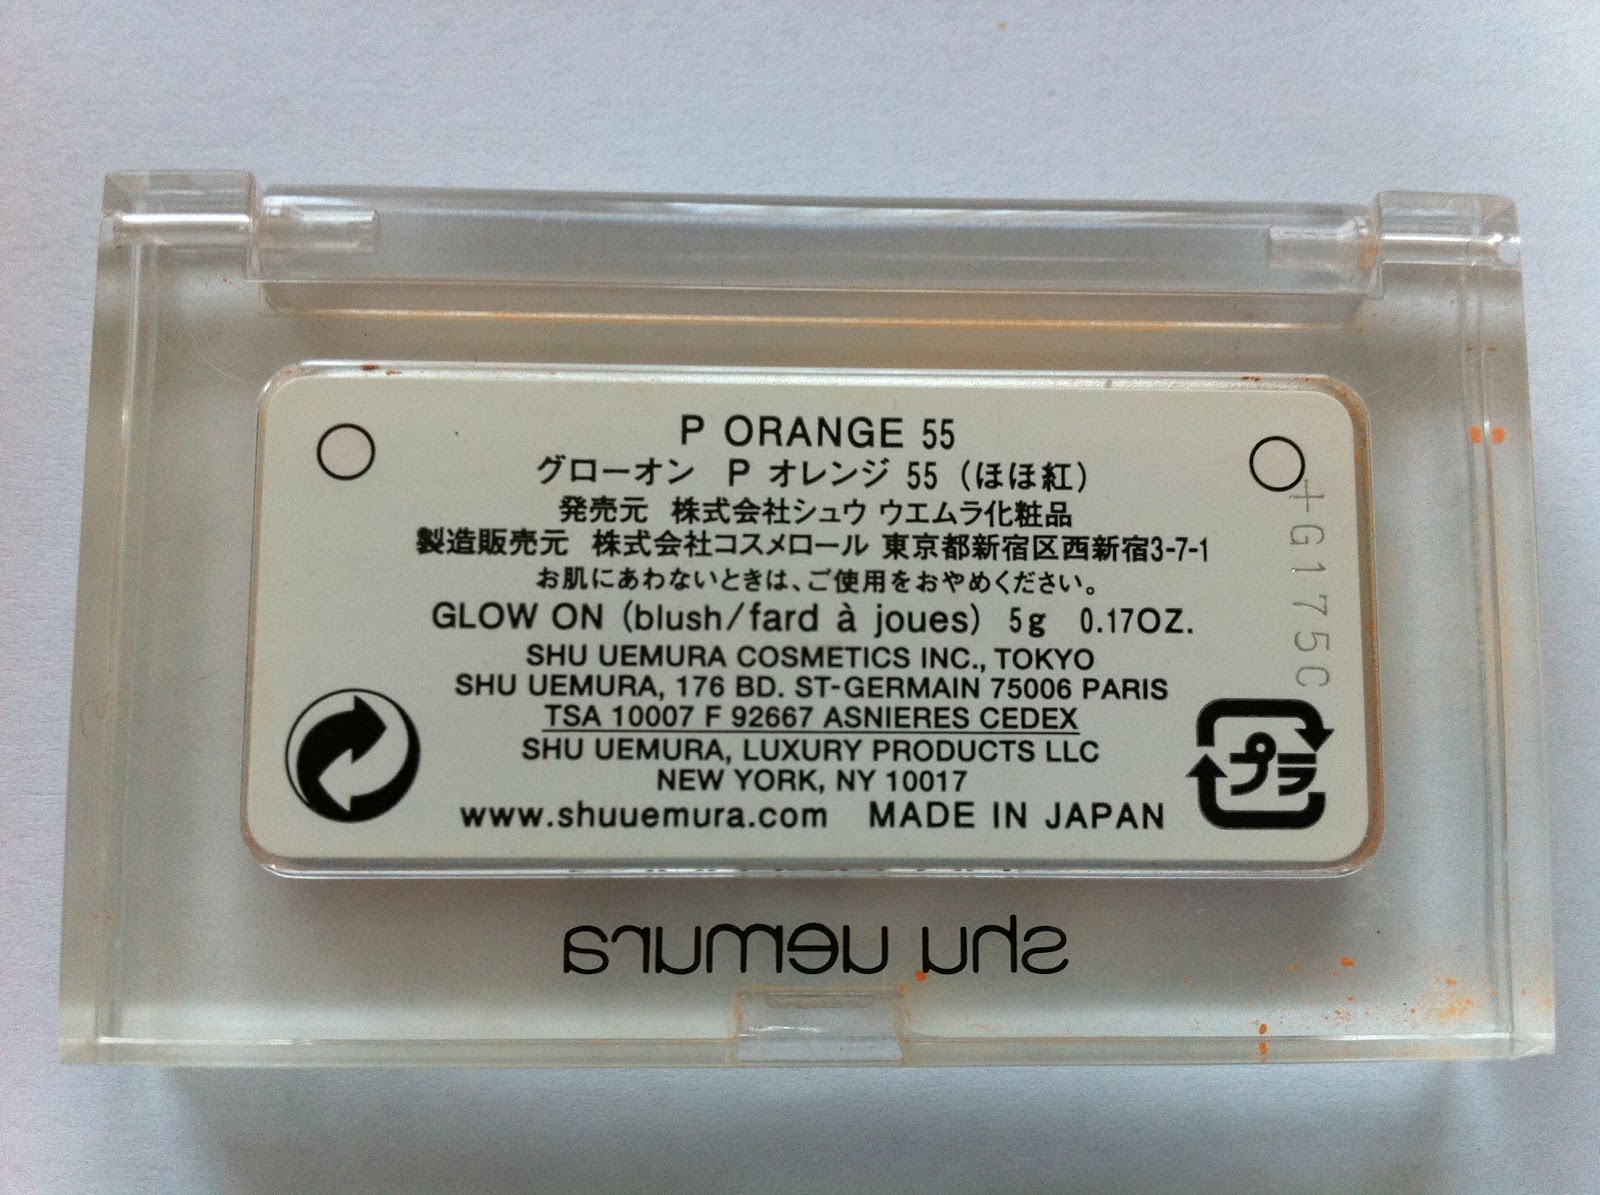 P ORANGE 55
グローオン P オレンジ 55 (ほほ紅)
発売元 株式会社シュウ ウエムラ化粧品
製造販売元 株式会社コスメロール 東京都新宿区西新宿3-7-1
お肌にあわないときは、ご使用をおやめください。
GLOW ON (blush/fard à joues) 5g 0.17OZ.
SHU UEMURA COSMETICS INC., TOKYO
SHU UEMURA, 176 BD. ST-GERMAIN 75006 PARIS
TSA 10007 F 92667 ASNIERES CEDEX
SHU UEMURA, LUXURY PRODUCTS LLC
NEW YORK, NY 10017
www.shuuemura.com MADE IN JAPAN
+G175C
プラ
shu uemura